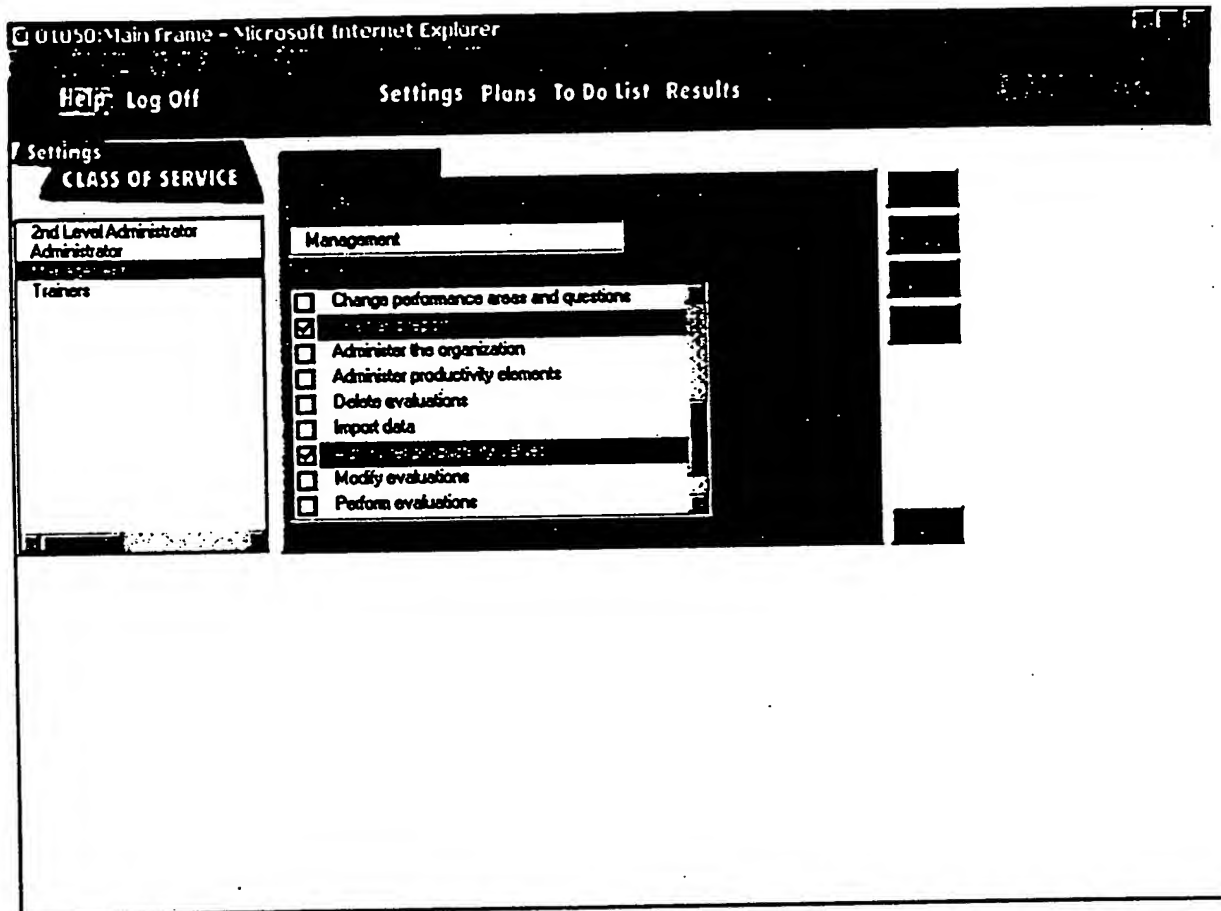 01050:Main Frame - Microsoft Internet Explorer
Help Log Off Settings Plans To Do List Results
Settings
CLASS OF SERVICE
2nd Level Administrator
Administrator
Management
Trainers
Management
Change performance areas and questions
Administer the organization
Administer productivity elements
Delete evaluations
Import data
Modify evaluations
Perform evaluations